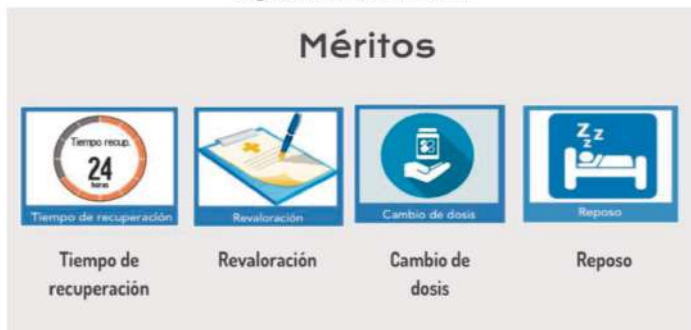 Méritos
Tiempo recup.
24
horas
Tiempo de recuperación
Revaloración
Cambio de dosis
Z Z Z
Reposo
Tiempo de
recuperación
Revaloración
Cambio de
dosis
Reposo